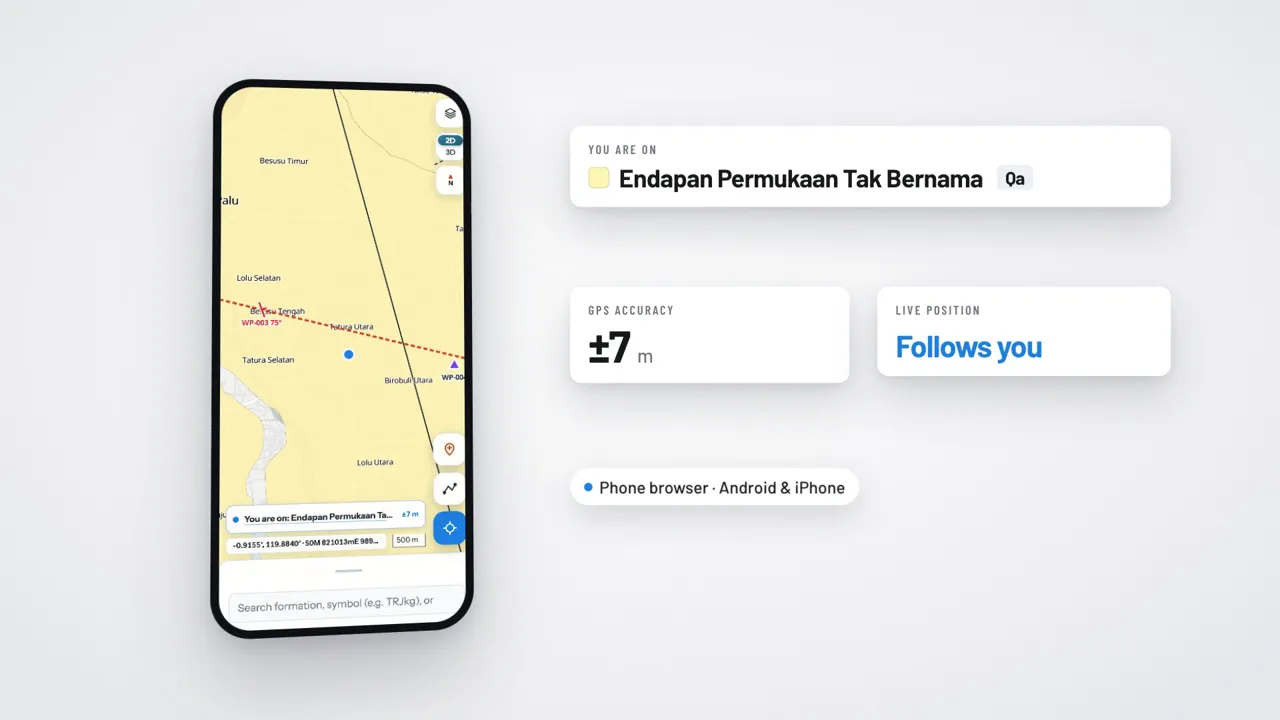 Besusu Timur
2D
3D
N
alu
Ta
Lolu Selatan
Besusu Tengah
WP-003 75°
Tatura Utara
Tatura Selatan
Birobuli Utara
WP-00
Lolu Utara
You are on: Endapan Permukaan Ta... ±7 m
-0.9155°, 119.8840° · 50M 821013mE 989...
500 m
Search formation, symbol (e.g. TRJkg), or
YOU ARE ON
Endapan Permukaan Tak Bernama Qa
GPS ACCURACY
±7 m
LIVE POSITION
Follows you
Phone browser · Android & iPhone